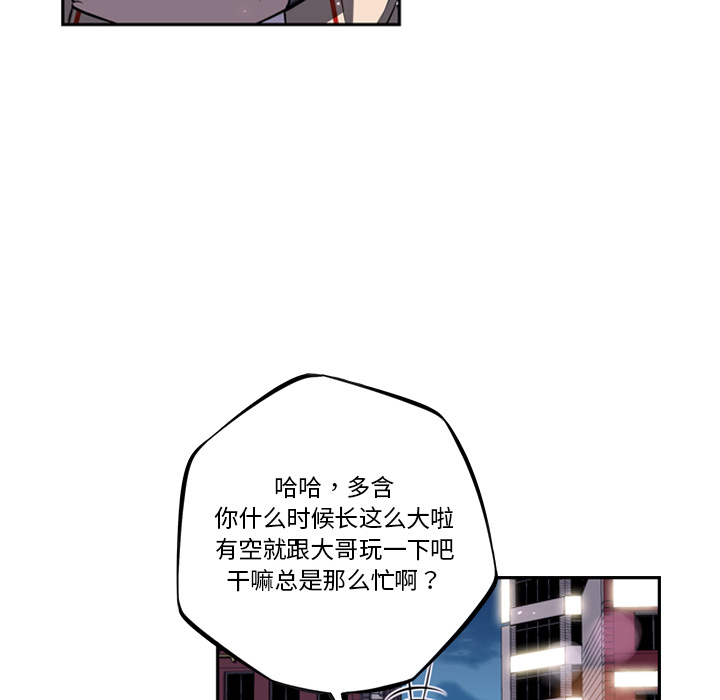 哈哈，多含
你什么时候长这么大啦
有空就跟大哥玩一下吧
干嘛总是那么忙啊？